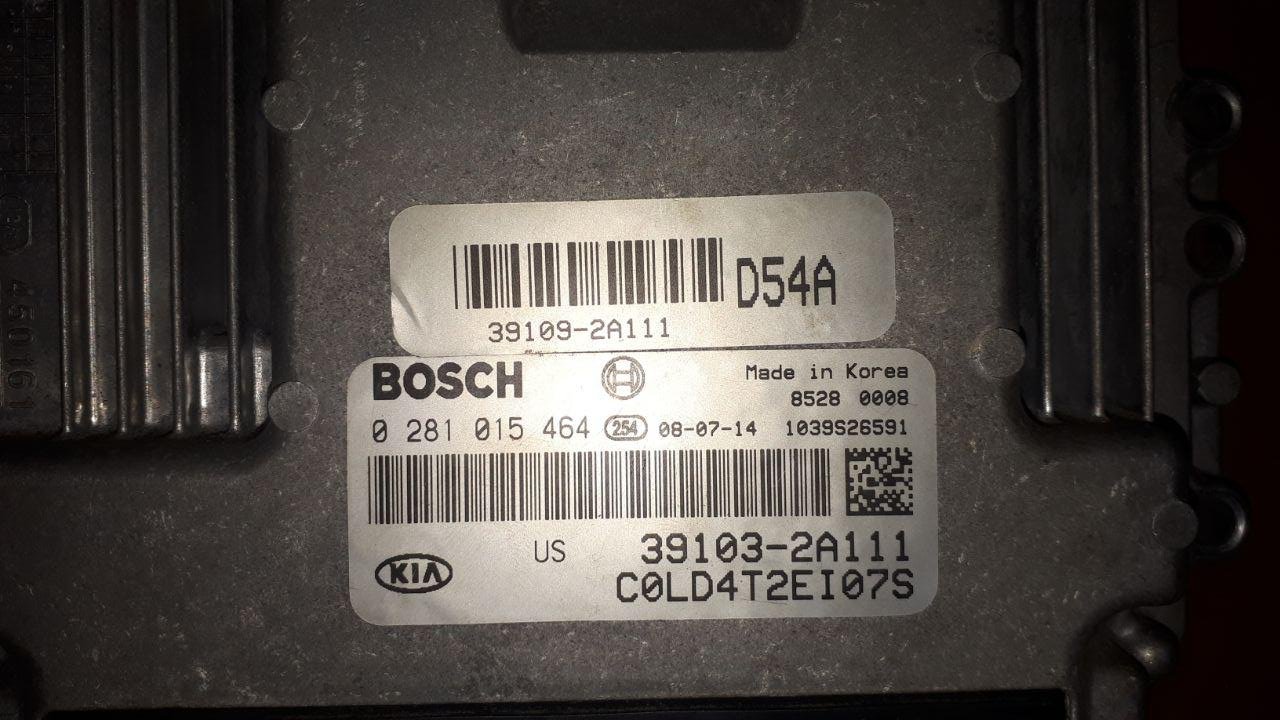 D54A
39109-2A111
BOSCH Made in Korea
8528 0008
0 281 015 464 254 08-07-14 1039S26591
US 39103-2A111
KIA C0LD4T2EI07S
450161